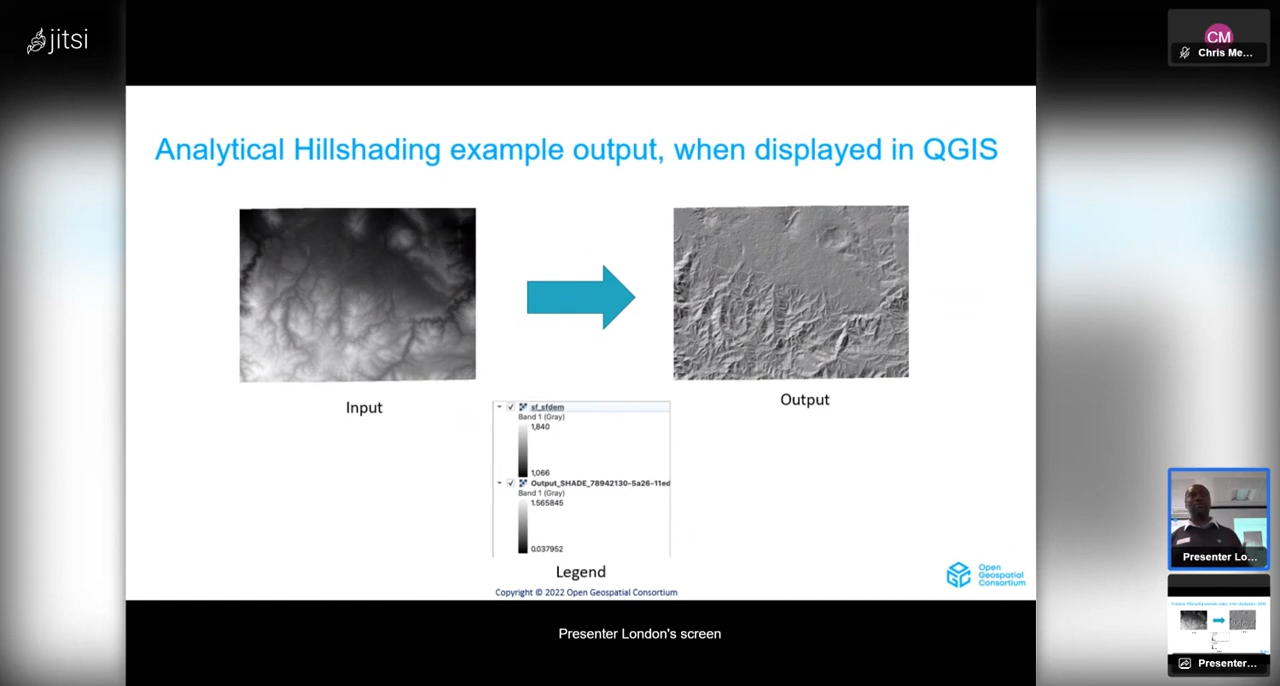 jitsi
CM
Chris Me...
Analytical Hillshading example output, when displayed in QGIS
Input
Output
sf_sfdem
Band 1 (Gray)
1,840
1,066
Output_SHADE_78942130-5a26-11ed
Band 1 (Gray)
1.565845
0.037952
Legend
Copyright © 2022 Open Geospatial Consortium
Open
Geospatial
Consortium
Presenter London's screen
Presenter Lo...
Presenter...